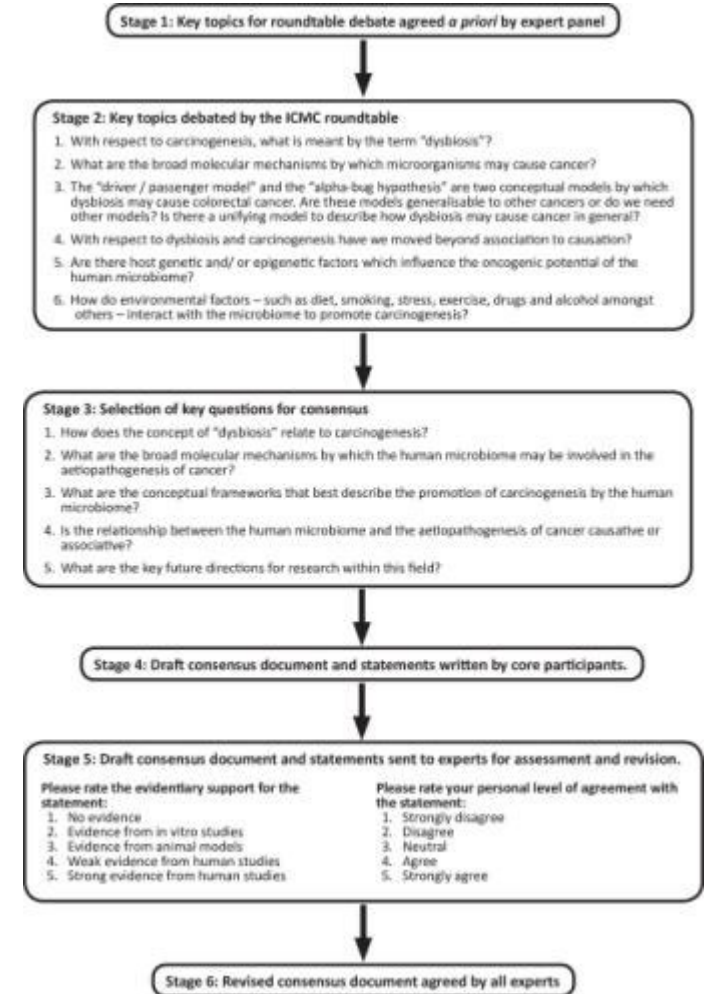 Stage 1: Key topics for roundtable debate agreed a priori by expert panel
Stage 2: Key topics debated by the ICMC roundtable
1. With respect to carcinogenesis, what is meant by the term "dysbiosis"?
2. What are the broad molecular mechanisms by which microorganisms may cause cancer?
3. The "driver / passenger model" and the "alpha-bug hypothesis" are two conceptual models by which
dysbiosis may cause colorectal cancer. Are these models generalisable to other cancers or do we need
other models? Is there a unifying model to describe how dysbiosis may cause cancer in general?
4. With respect to dysbiosis and carcinogenesis have we moved beyond association to causation?
5. Are there host genetic and/ or epigenetic factors which influence the oncogenic potential of the
human microbiome?
6. How do environmental factors – such as diet, smoking, stress, exercise, drugs and alcohol amongst
others – interact with the microbiome to promote carcinogenesis?
Stage 3: Selection of key questions for consensus
1. How does the concept of "dysbiosis" relate to carcinogenesis?
2. What are the broad molecular mechanisms by which the human microbiome may be involved in the
aetiopathogenesis of cancer?
3. What are the conceptual frameworks that best describe the promotion of carcinogenesis by the human
microbiome?
4. Is the relationship between the human microbiome and the aetiopathogenesis of cancer causative or
associative?
5. What are the key future directions for research within this field?
Stage 4: Draft consensus document and statements written by core participants.
Stage 5: Draft consensus document and statements sent to experts for assessment and revision.
Please rate the evidentiary support for the
statement:
1. No evidence
2. Evidence from in vitro studies
3. Evidence from animal models
4. Weak evidence from human studies
5. Strong evidence from human studies
Please rate your personal level of agreement with
the statement:
1. Strongly disagree
2. Disagree
3. Neutral
4. Agree
5. Strongly agree
Stage 6: Revised consensus document agreed by all experts